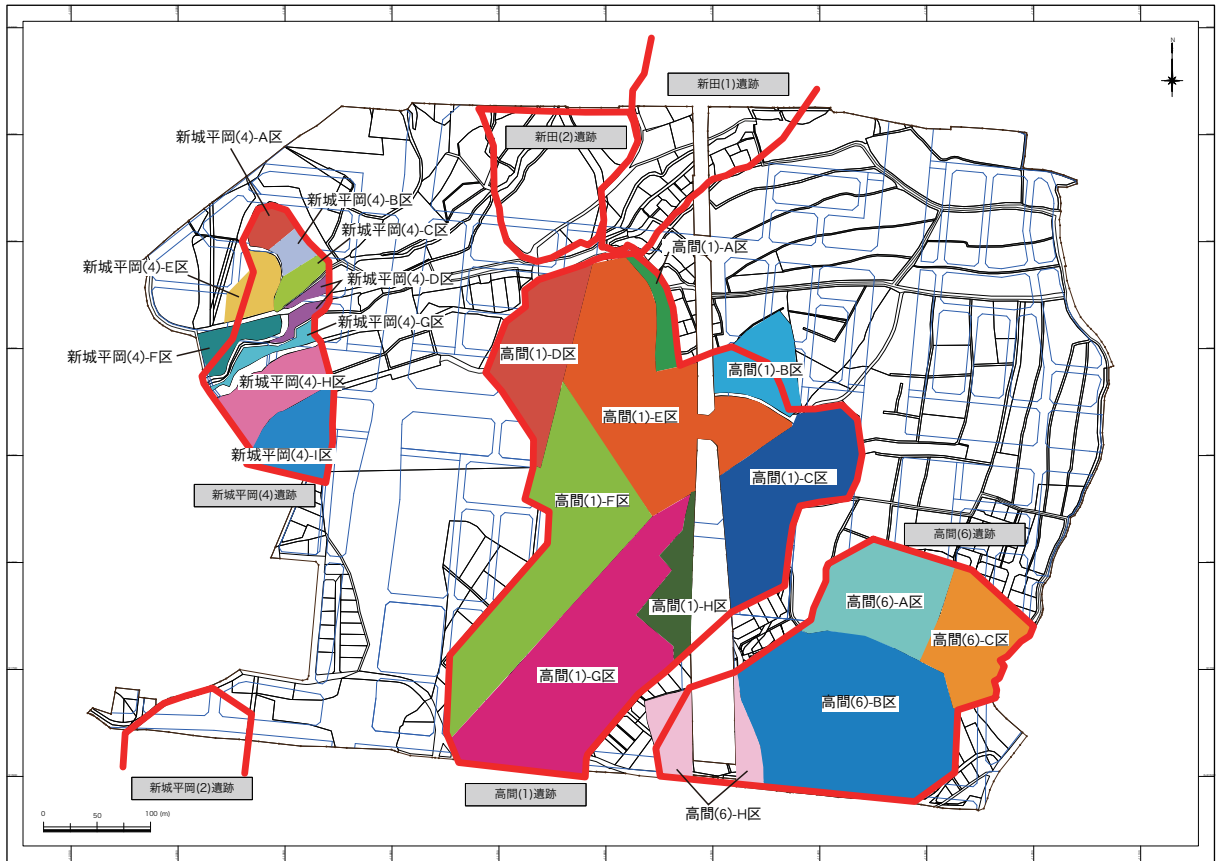 N
新田(1)遺跡
新田(2)遺跡
新城平岡(4)-A区
新城平岡(4)-B区
新城平岡(4)-C区
高間(1)-A区
新城平岡(4)-E区
新城平岡(4)-D区
新城平岡(4)-G区
新城平岡(4)-F区
高間(1)-D区
高間(1)-B区
新城平岡(4)-H区
高間(1)-E区
新城平岡(4)-I区
高間(1)-C区
新城平岡(4)遺跡
高間(1)-F区
高間(6)遺跡
高間(1)-H区
高間(6)-A区
高間(6)-C区
高間(1)-G区
高間(6)-B区
新城平岡(2)遺跡
高間(1)遺跡
高間(6)-H区
0 50 100 (m)